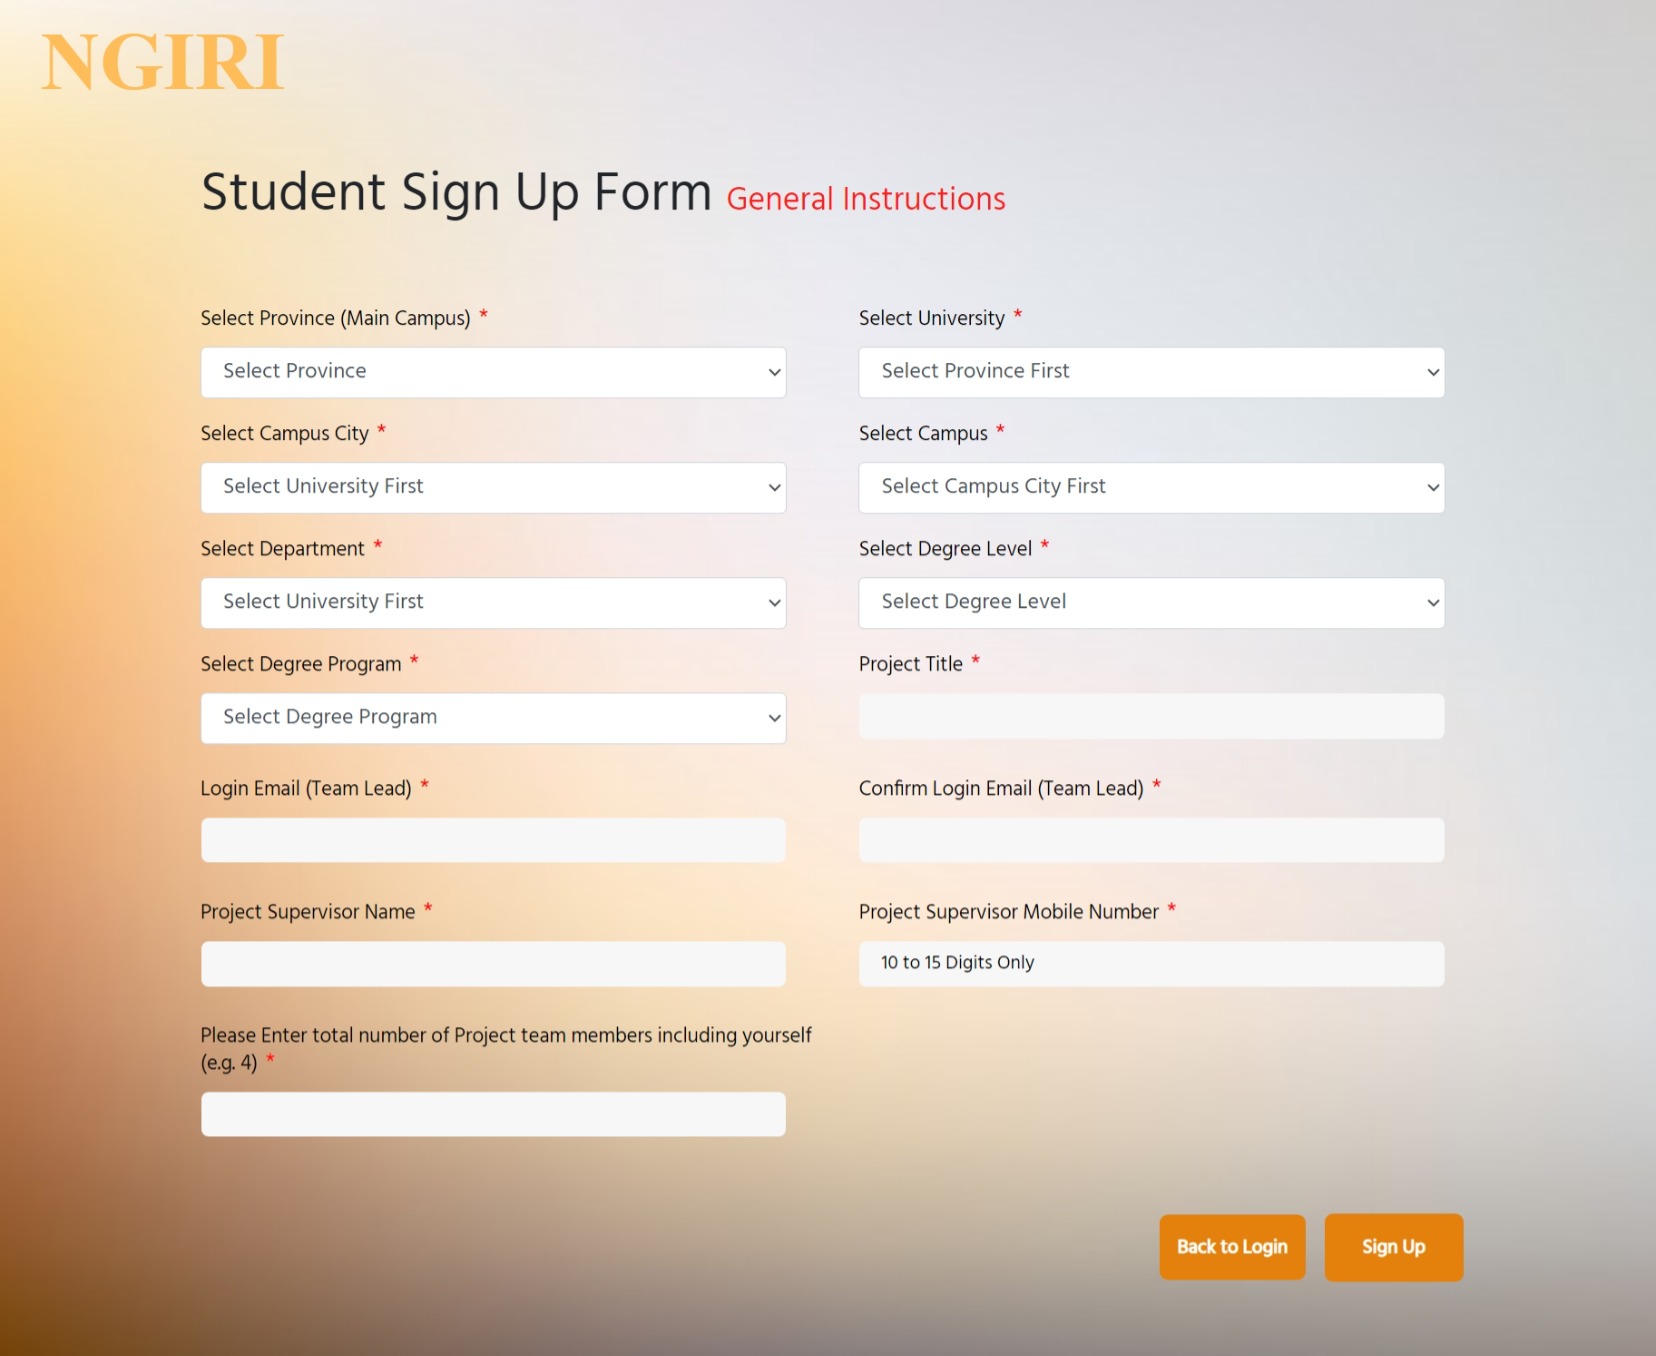 NGIRI
Student Sign Up Form General Instructions
Select Province (Main Campus) *
Select University *
Select Province
Select Province First
Select Campus City *
Select Campus *
Select University First
Select Campus City First
Select Department *
Select Degree Level *
Select University First
Select Degree Level
Select Degree Program *
Project Title *
Select Degree Program
Login Email (Team Lead) *
Confirm Login Email (Team Lead) *
Project Supervisor Name *
Project Supervisor Mobile Number *
10 to 15 Digits Only
Please Enter total number of Project team members including yourself
(e.g. 4) *
Back to Login
Sign Up